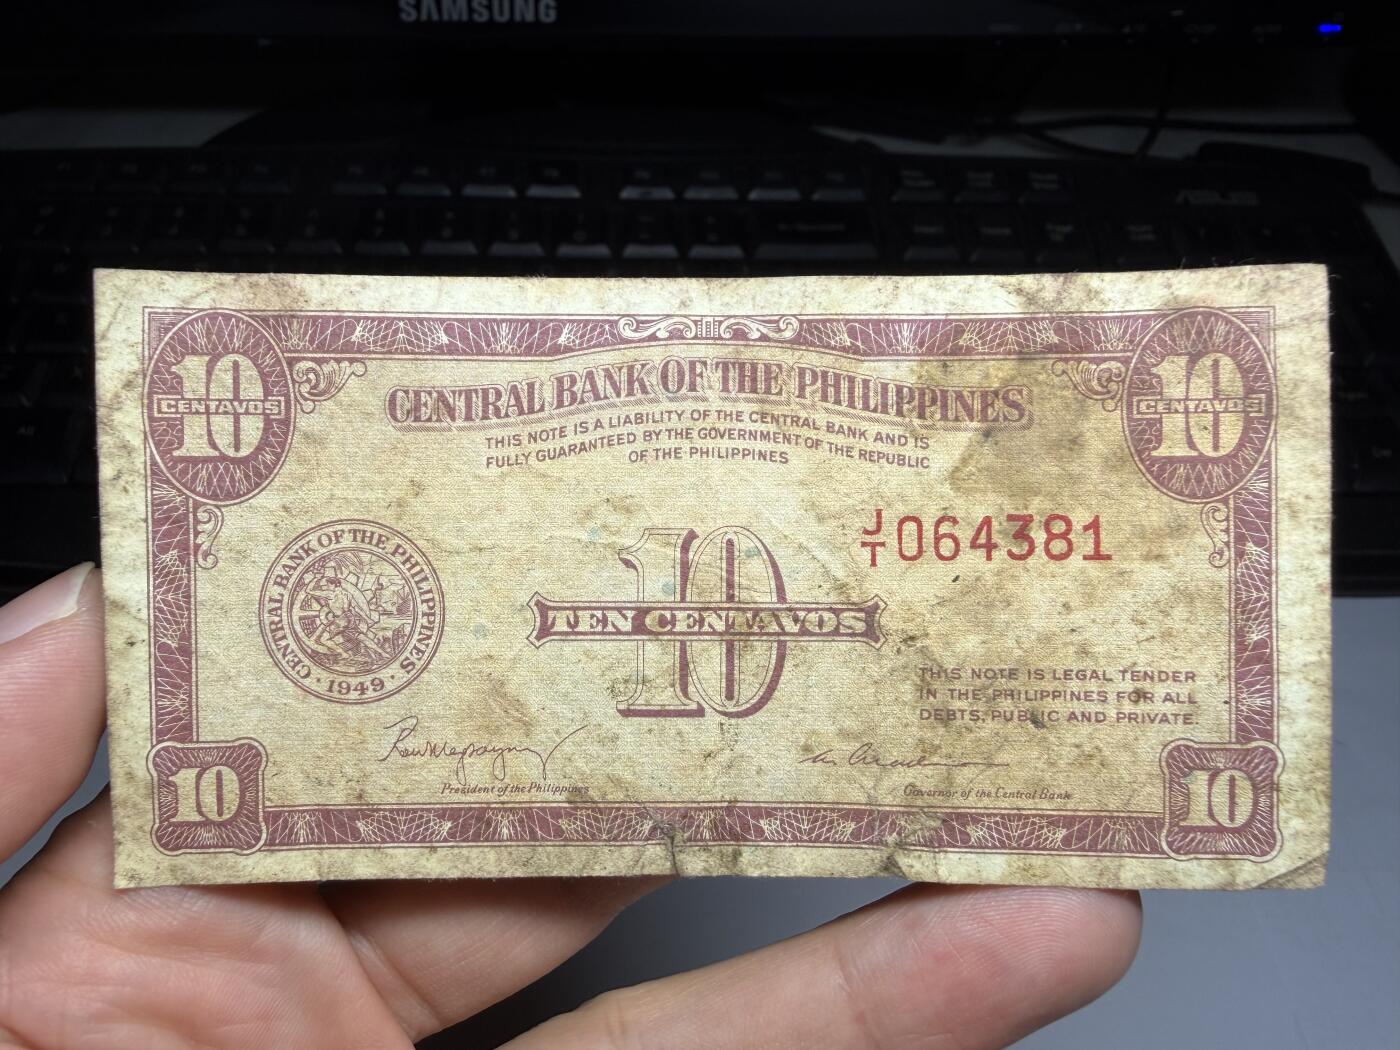 SAMSUNG
ASUS
10
CENTAVOS
10
CENTAVOS
CENTRAL BANK OF THE PHILIPPINES
THIS NOTE IS A LIABILITY OF THE CENTRAL BANK AND IS
FULLY GUARANTEED BY THE GOVERNMENT OF THE REPUBLIC
OF THE PHILIPPINES
J/T 064381
CENTRAL BANK OF THE PHILIPPINES
· 1949 ·
10
TEN CENTAVOS
THIS NOTE IS LEGAL TENDER
IN THE PHILIPPINES FOR ALL
DEBTS, PUBLIC AND PRIVATE.
President of the Philippines
Governor of the Central Bank
10
10